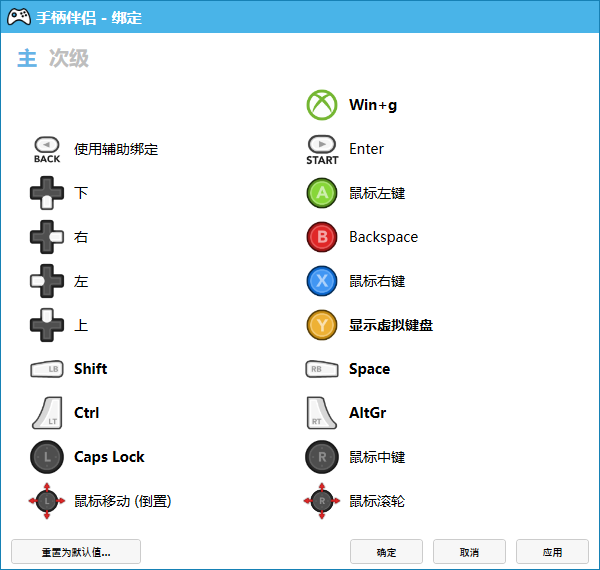 手柄伴侣 - 绑定
主 次级
Win+g
BACK 使用辅助绑定
START Enter
下
A 鼠标左键
右
B Backspace
左
X 鼠标右键
上
Y 显示虚拟键盘
LB Shift
RB Space
LT Ctrl
RT AltGr
L Caps Lock
R 鼠标中键
L 鼠标移动 (倒置)
R 鼠标滚轮
重置为默认值...
确定
取消
应用